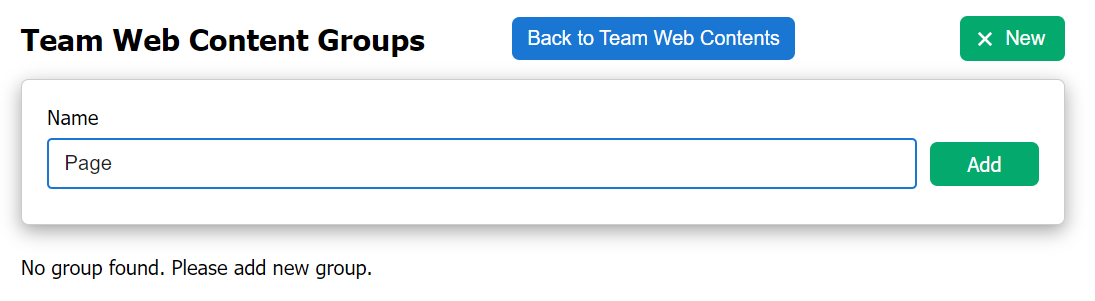 Team Web Content Groups
Back to Team Web Contents
× New
Name
Page
Add
No group found. Please add new group.